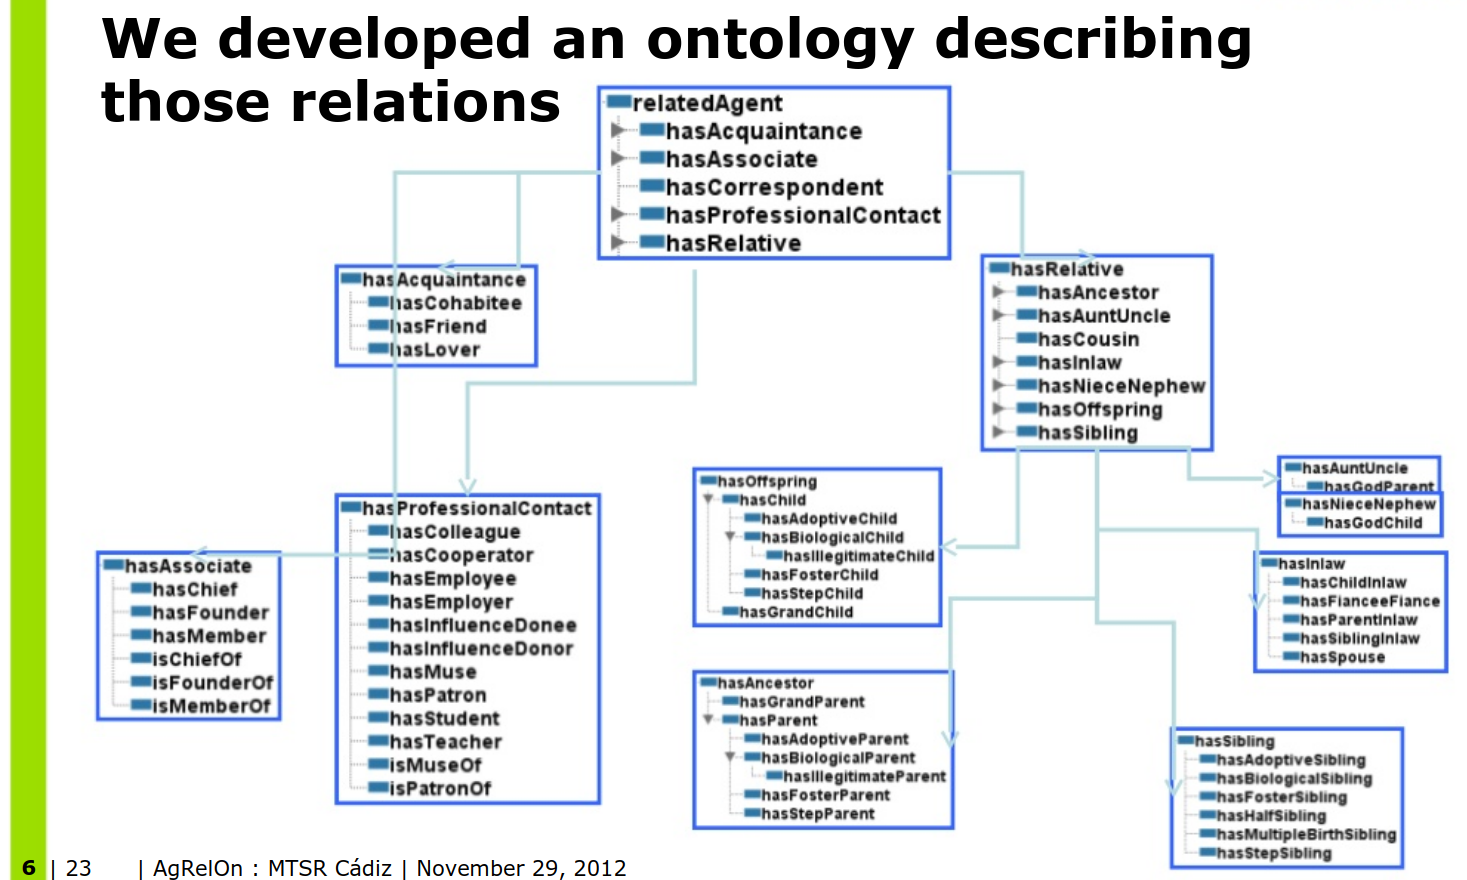 We developed an ontology describing
those relations
relatedAgent
hasAcquaintance
hasAssociate
hasCorrespondent
hasProfessionalContact
hasRelative
hasAcquaintance
hasCohabitee
hasFriend
hasLover
hasRelative
hasAncestor
hasAuntUncle
hasCousin
hasInlaw
hasNieceNephew
hasOffspring
hasSibling
hasProfessionalContact
hasColleague
hasCooperator
hasEmployee
hasEmployer
hasInfluenceDonee
hasInfluenceDonor
hasMuse
hasPatron
hasStudent
hasTeacher
isMuseOf
isPatronOf
hasAssociate
hasChief
hasFounder
hasMember
isChiefOf
isFounderOf
isMemberOf
hasOffspring
hasChild
hasAdoptiveChild
hasBiologicalChild
hasIllegitimateChild
hasFosterChild
hasStepChild
hasGrandChild
hasAncestor
hasGrandParent
hasParent
hasAdoptiveParent
hasBiologicalParent
hasIllegitimateParent
hasFosterParent
hasStepParent
hasAuntUncle
hasGodParent
hasNieceNephew
hasGodChild
hasInlaw
hasChildInlaw
hasFianceeFiance
hasParentInlaw
hasSiblingInlaw
hasSpouse
hasSibling
hasAdoptiveSibling
hasBiologicalSibling
hasFosterSibling
hasHalfSibling
hasMultipleBirthSibling
hasStepSibling
6 | 23 | AgRelOn : MTSR Cádiz | November 29, 2012